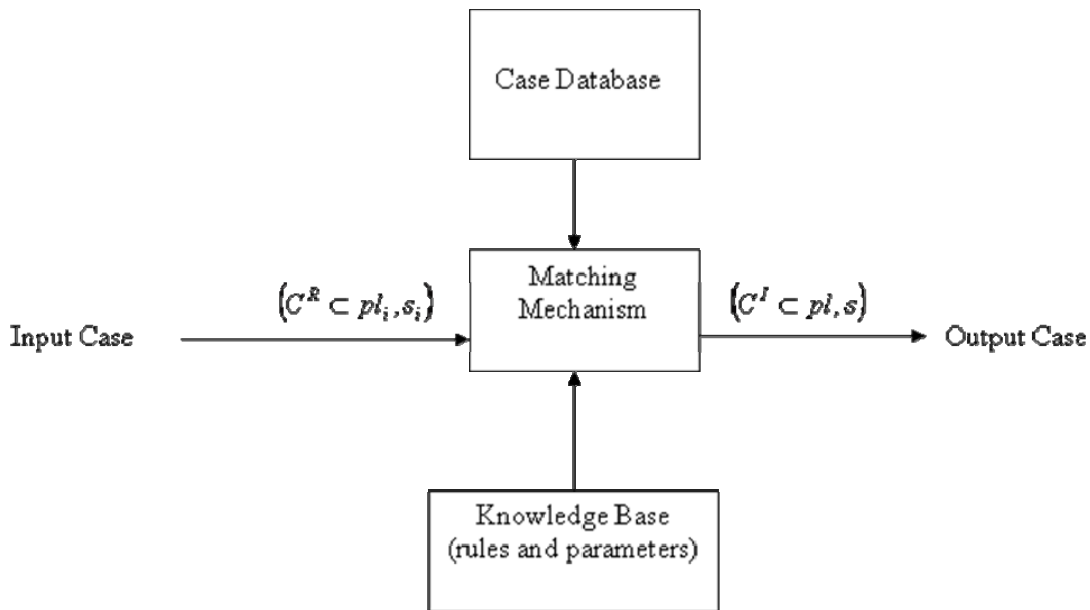 Case Database
Matching
Mechanism
(C^R ⊂ pl_i, s_i)
(C^I ⊂ pl, s)
Input Case
Output Case
Knowledge Base
(rules and parameters)